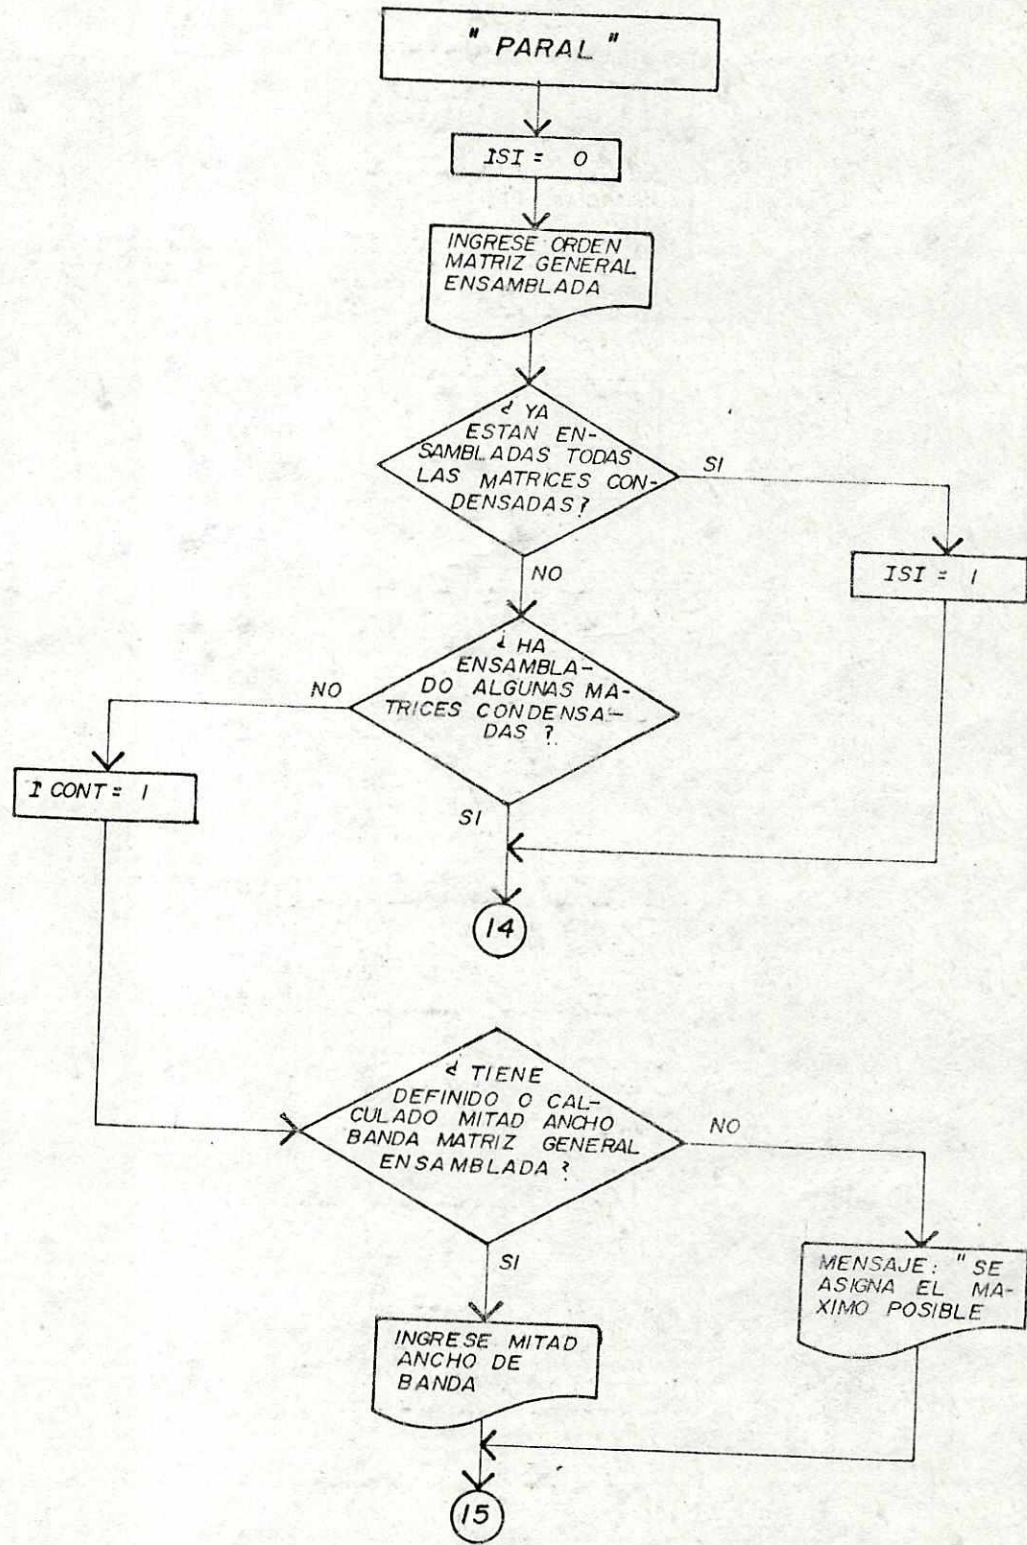 " PARAL "
ISI = 0
INGRESE ORDEN
MATRIZ GENERAL
ENSAMBLADA
¿ YA
ESTAN EN-
SAMBLADAS TODAS
LAS MATRICES CON-
DENSADAS?
SI
NO
ISI = 1
¿ HA
ENSAMBLA-
DO ALGUNAS MA-
TRICES CONDENSA-
DAS ?
NO
I CONT = 1
SI
14
¿ TIENE
DEFINIDO O CAL-
CULADO MITAD ANCHO
BANDA MATRIZ GENERAL
ENSAMBLADA ?
NO
SI
MENSAJE: " SE
ASIGNA EL MA-
XIMO POSIBLE
INGRESE MITAD
ANCHO DE
BANDA
15